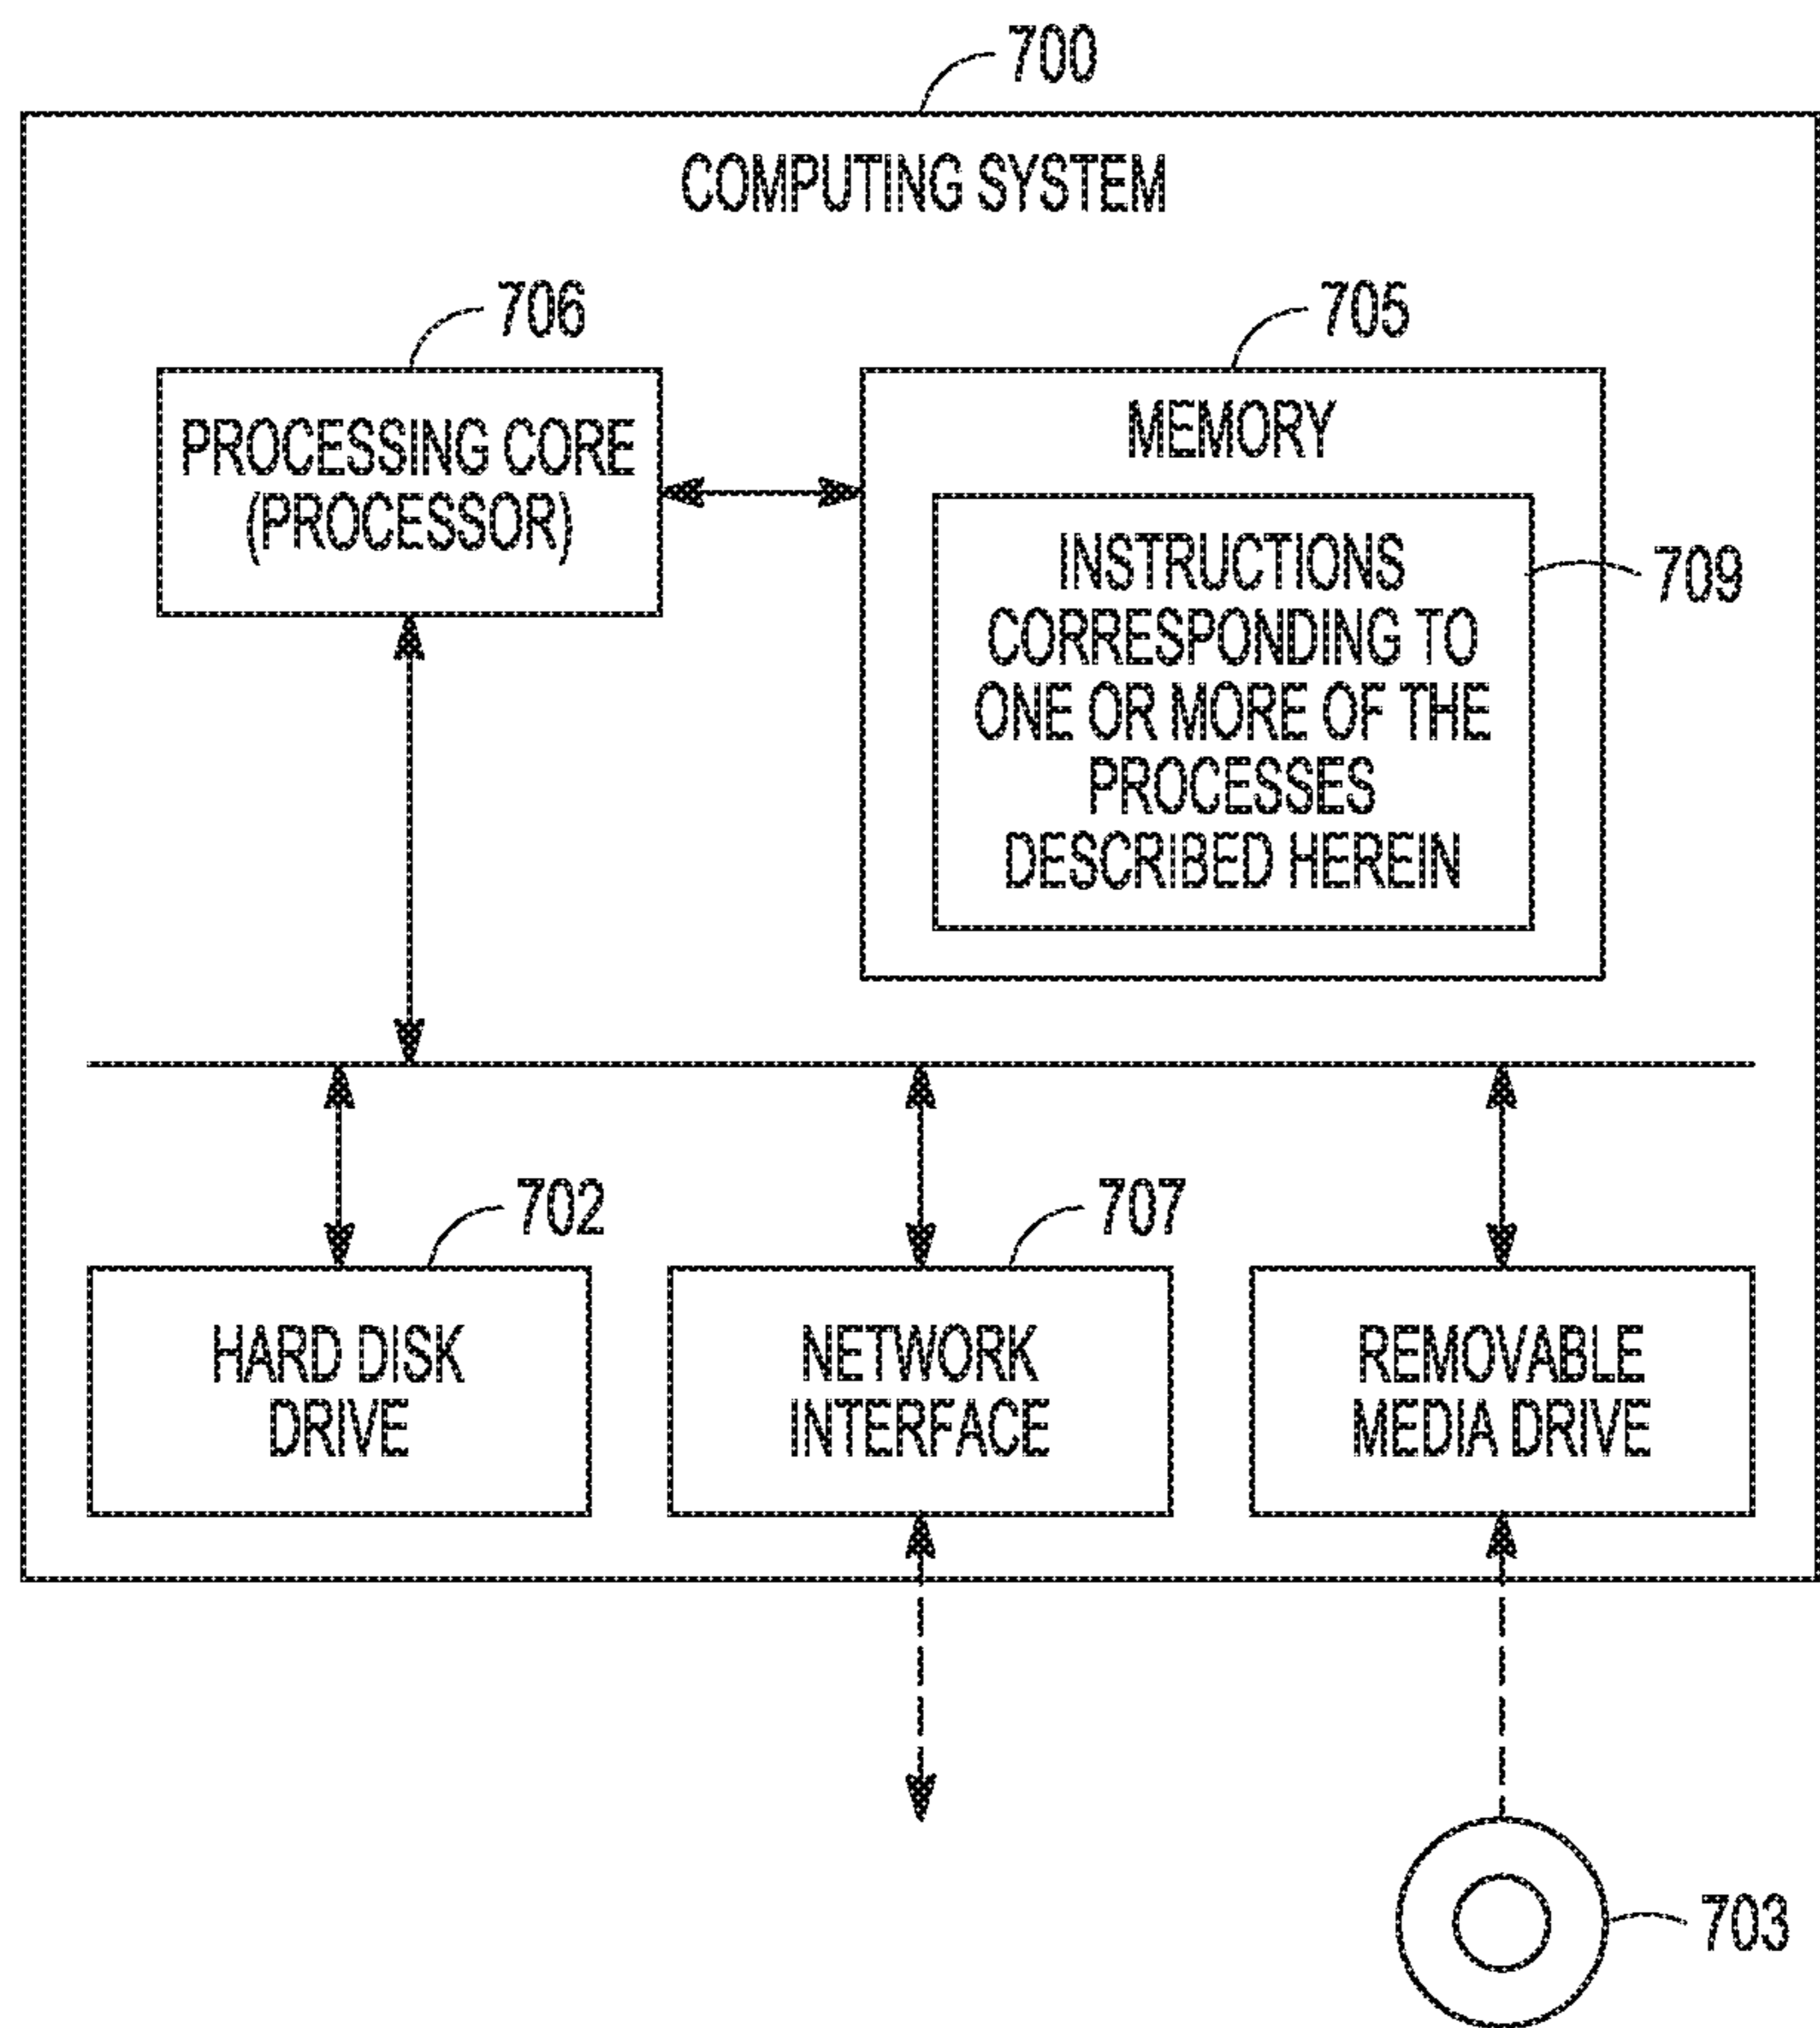 700
COMPUTING SYSTEM
706
705
PROCESSING CORE
(PROCESSOR)
MEMORY
INSTRUCTIONS
CORRESPONDING TO
ONE OR MORE OF THE
PROCESSES
DESCRIBED HEREIN
709
702
707
HARD DISK
DRIVE
NETWORK
INTERFACE
REMOVABLE
MEDIA DRIVE
703